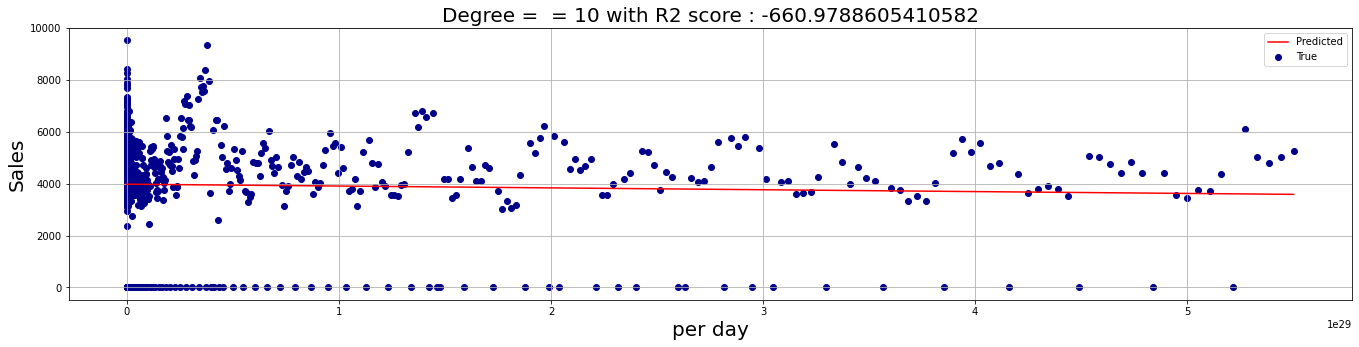 Degree =  = 10 with R2 score : -660.9788605410582
10000
8000
6000
4000
2000
0
Sales
Predicted
True
0 1 2 3 4 5
1e29
per day